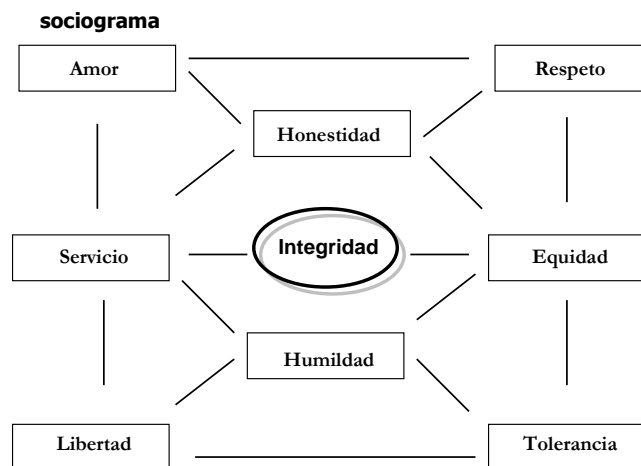 sociograma
Amor
Respeto
Honestidad
Servicio
Integridad
Equidad
Humildad
Libertad
Tolerancia